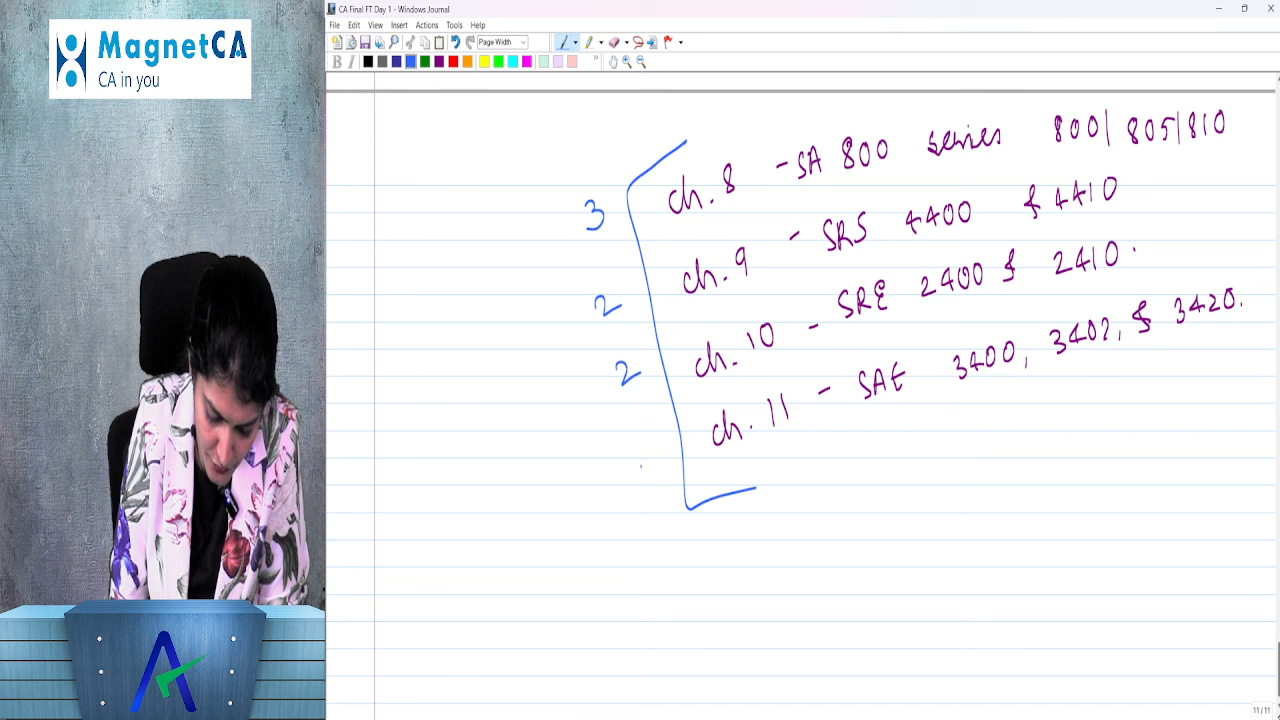 MagnetCA
CA in you
CA Final FT Day 1 - Windows Journal
File Edit View Insert Actions Tools Help
Page Width
B I
ch. 8 - SA 800 series 800/ 805/810
3
ch. 9 - SRS 4400 & 4410
2
ch. 10 - SRE 2400 & 2410.
2
ch. 11 - SAE 3400, 3402, & 3420.
11/11